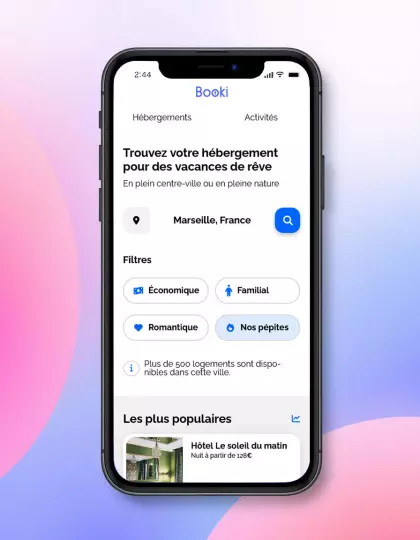 2:44
Booki
Hébergements Activités
Trouvez votre hébergement
pour des vacances de rêve
En plein centre-ville ou en pleine nature
Marseille, France
Filtres
Économique Familial
Romantique Nos pépites
Plus de 500 logements sont dispo-
nibles dans cette ville.
Les plus populaires
Hôtel Le soleil du matin
Nuit à partir de 128€